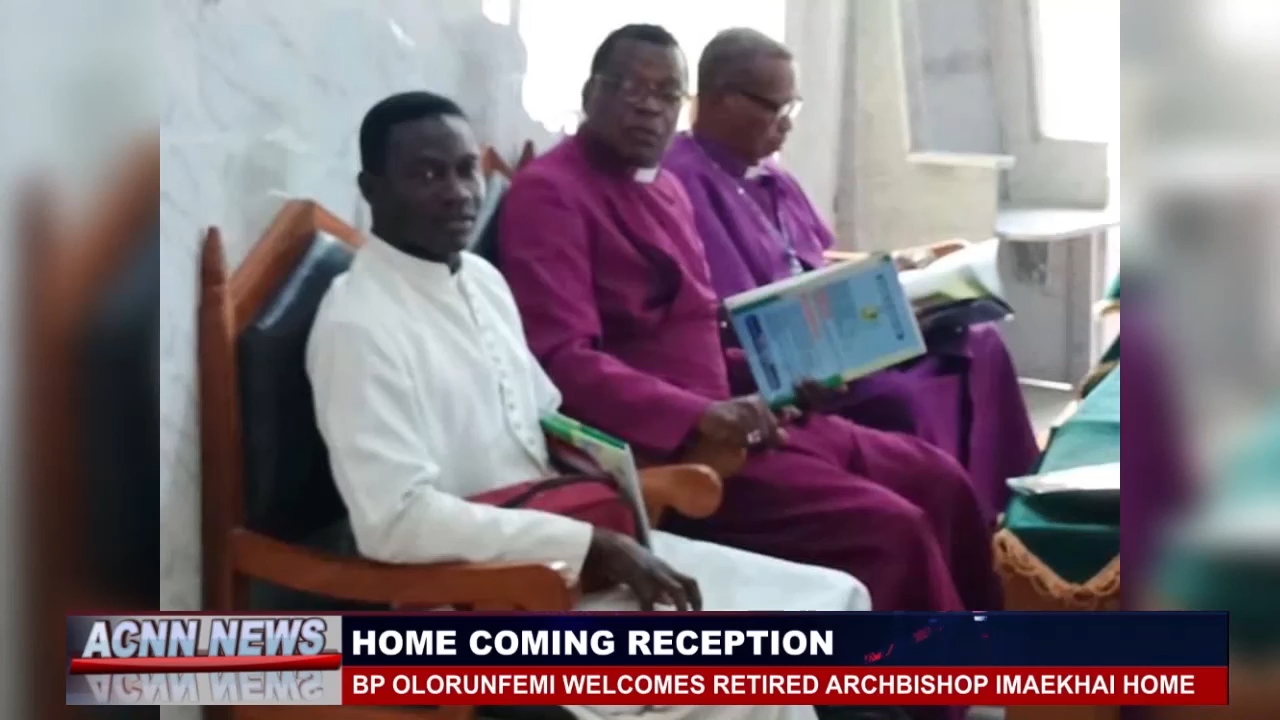 ACNN NEWS
HOME COMING RECEPTION
BP OLORUNFEMI WELCOMES RETIRED ARCHBISHOP IMAEKHAI HOME